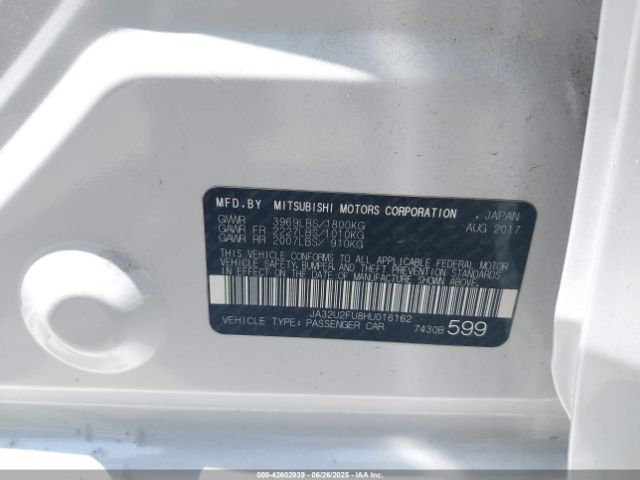 MFD.BY MITSUBISHI MOTORS CORPORATION , JAPAN
GVWR 3969LBS/1800KG AUG 2017
GAWR FR 2227LBS/1010KG
GAWR RR 2007LBS/ 910KG
THIS VEHICLE CONFORMS TO ALL APPLICABLE FEDERAL MOTOR
VEHICLE SAFETY, BUMPER, AND THEFT PREVENTION STANDARDS
IN EFFECT ON THE DATE OF MANUFACTURE SHOWN ABOVE.
JA32U2FU8HU016162
VEHICLE TYPE: PASSENGER CAR 7430B 599
000-42602939 - 06/26/2025 - IAAI.CA